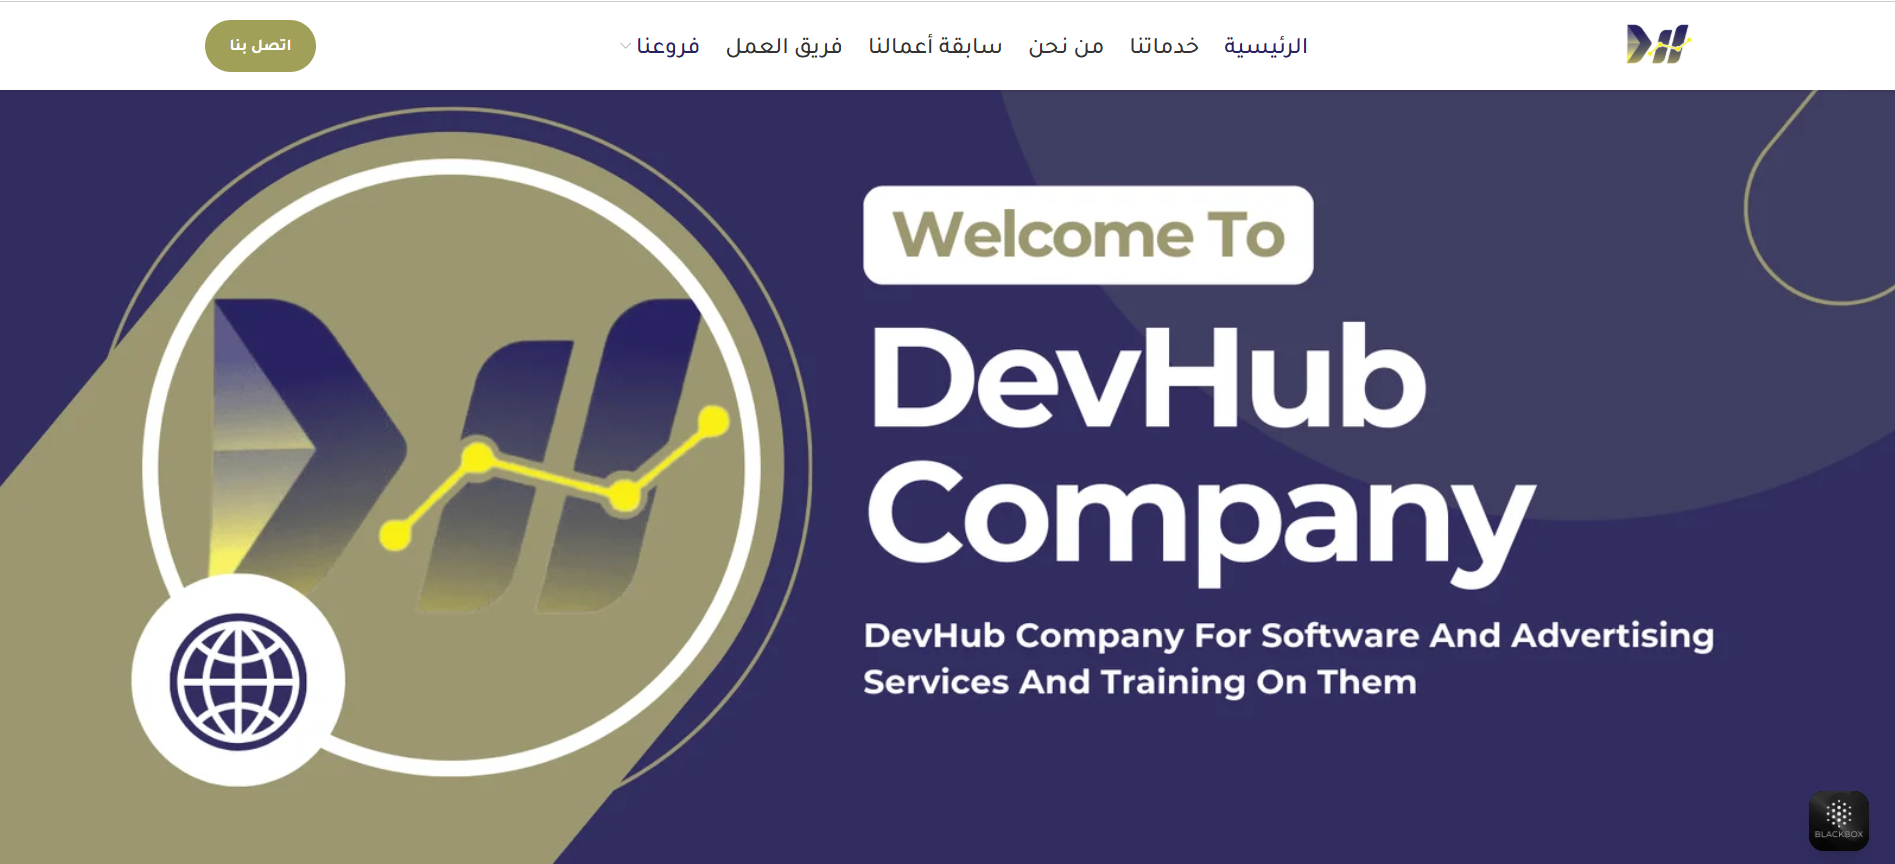 الرئيسية
خدماتنا
من نحن
سابقة أعمالنا
فريق العمل
فروعنا
اتصل بنا
Welcome To
DevHub
Company
DevHub Company For Software And Advertising
Services And Training On Them
BLACKBOX